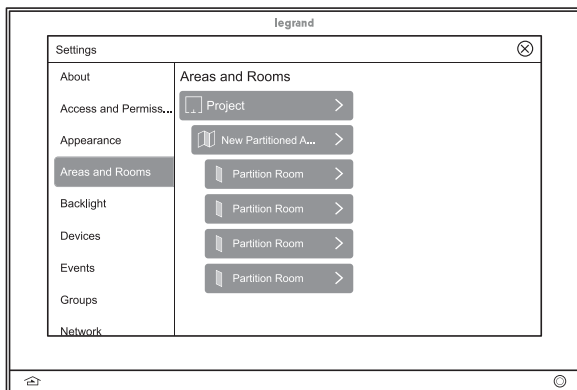 legrand
Settings
About
Access and Permiss...
Appearance
Areas and Rooms
Backlight
Devices
Events
Groups
Network
Areas and Rooms
Project
New Partitioned A...
Partition Room
Partition Room
Partition Room
Partition Room